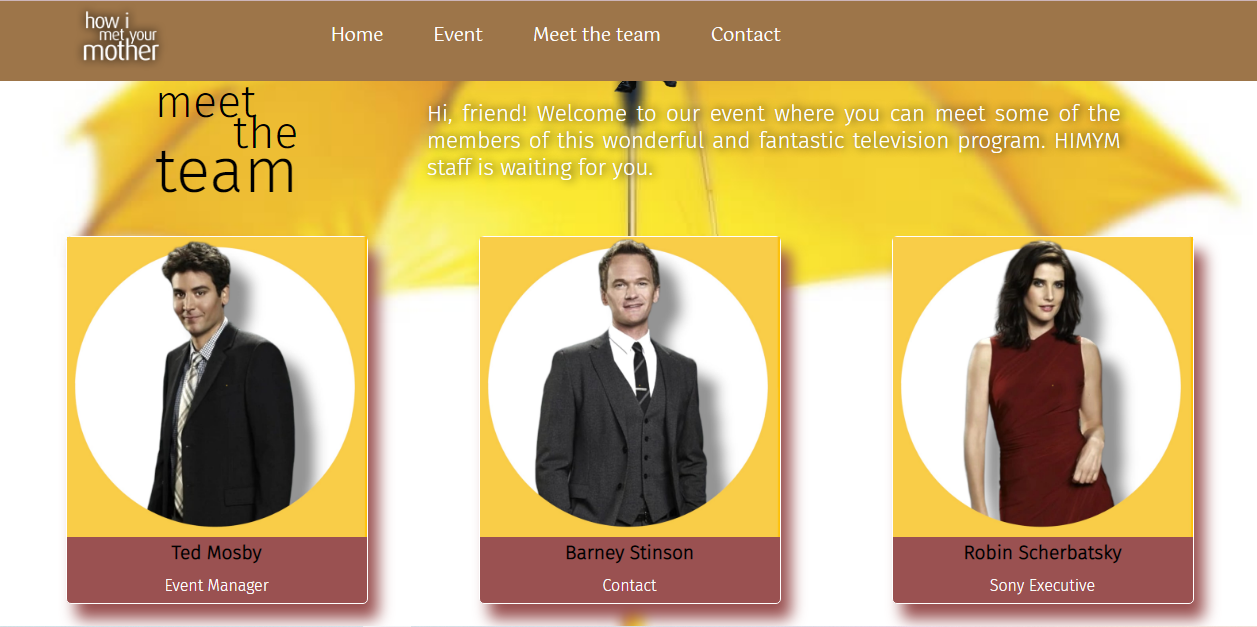 how i
met your
mother
Home Event Meet the team Contact
meet
the
team
Hi, friend! Welcome to our event where you can meet some of the
members of this wonderful and fantastic television program. HIMYM
staff is waiting for you.
Ted Mosby
Event Manager
Barney Stinson
Contact
Robin Scherbatsky
Sony Executive